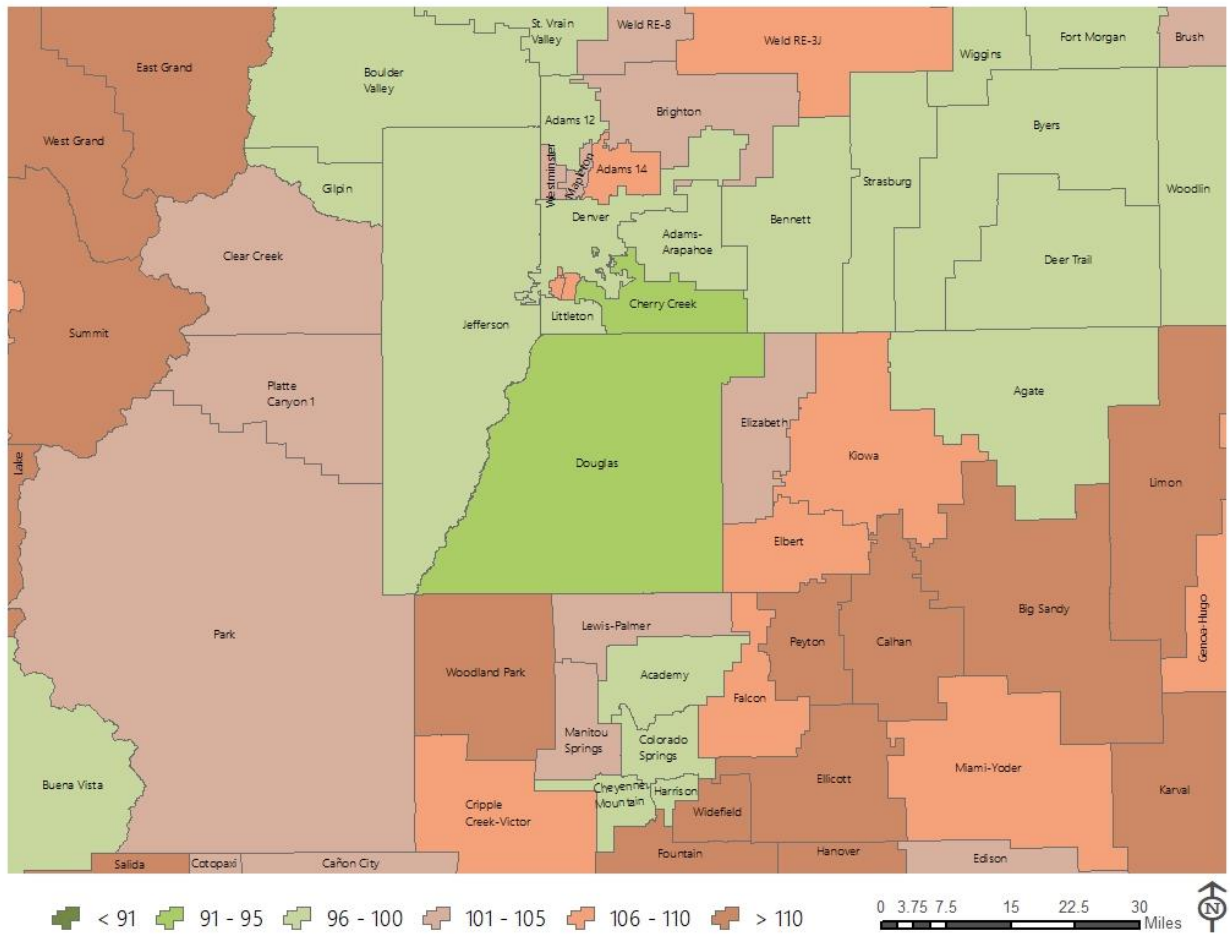 St. Vrain
Valley
Weld RE-8
Weld RE-3J
Wiggins
Fort Morgan
Brush
East Grand
Boulder
Valley
West Grand
Adams 12
Brighton
Byers
Gilpin
Westminster
Mapleton
Adams 14
Strasburg
Woodlin
Denver
Bennett
Adams-
Arapahoe
Clear Creek
Deer Trail
Cherry Creek
Littleton
Jefferson
Summit
Platte
Canyon 1
Agate
Elizabeth
Kiowa
Douglas
Lake
Limon
Elbert
Big Sandy
Genoa-Hugo
Park
Lewis-Palmer
Peyton
Calhan
Woodland Park
Academy
Falcon
Manitou
Springs
Colorado
Springs
Buena Vista
Miami-Yoder
Ellicott
Karval
Cheyenne
Mountain
Harrison
Cripple
Creek-Victor
Widefield
Salida
Cotopaxi
Cañon City
Fountain
Hanover
Edison
< 91
91 - 95
96 - 100
101 - 105
106 - 110
> 110
0 3.75 7.5 15 22.5 30
Miles
N